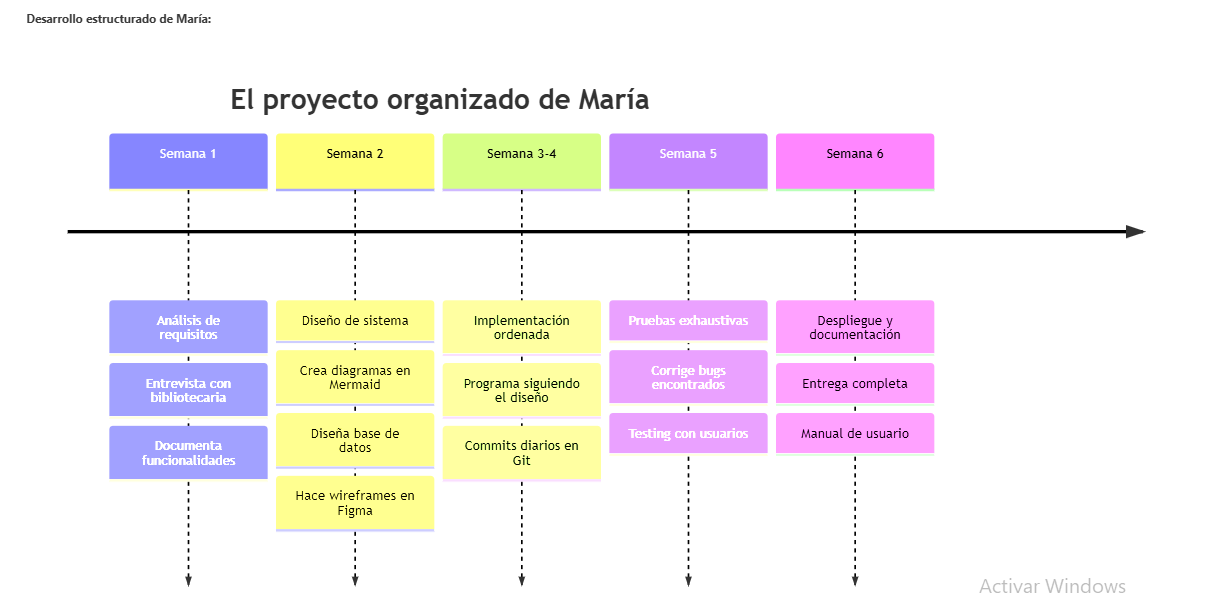 Desarrollo estructurado de María:
El proyecto organizado de María
Semana 1
Semana 2
Semana 3-4
Semana 5
Semana 6
Análisis de
requisitos
Entrevista con
bibliotecaria
Documenta
funcionalidades
Diseño de sistema
Crea diagramas en
Mermaid
Diseña base de
datos
Hace wireframes en
Figma
Implementación
ordenada
Programa siguiendo
el diseño
Commits diarios en
Git
Pruebas exhaustivas
Corrige bugs
encontrados
Testing con usuarios
Despliegue y
documentación
Entrega completa
Manual de usuario
Activar Windows